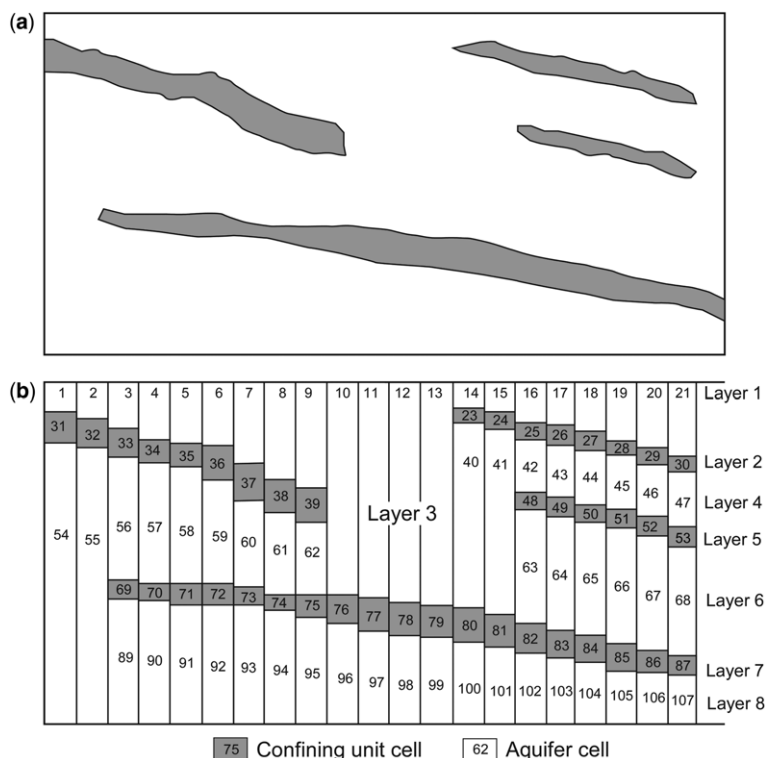 (a)
(b)
1 2 3 4 5 6 7 8 9 10 11 12 13 14 15 16 17 18 19 20 21 Layer 1
23 24 25 26 27 28 29 30 Layer 2
31 32 33 34 35 36 37 38 39
Layer 3
40 41 42 43 44 45 46 47 Layer 4
48 49 50 51 52 53 Layer 5
54 55 56 57 58 59 60 61 62
63 64 65 66 67 68 Layer 6
69 70 71 72 73 74 75 76 77 78 79 80 81 82 83 84 85 86 87 Layer 7
89 90 91 92 93 94 95 96 97 98 99 100 101 102 103 104 105 106 107 Layer 8
75 Confining unit cell 62 Aquifer cell